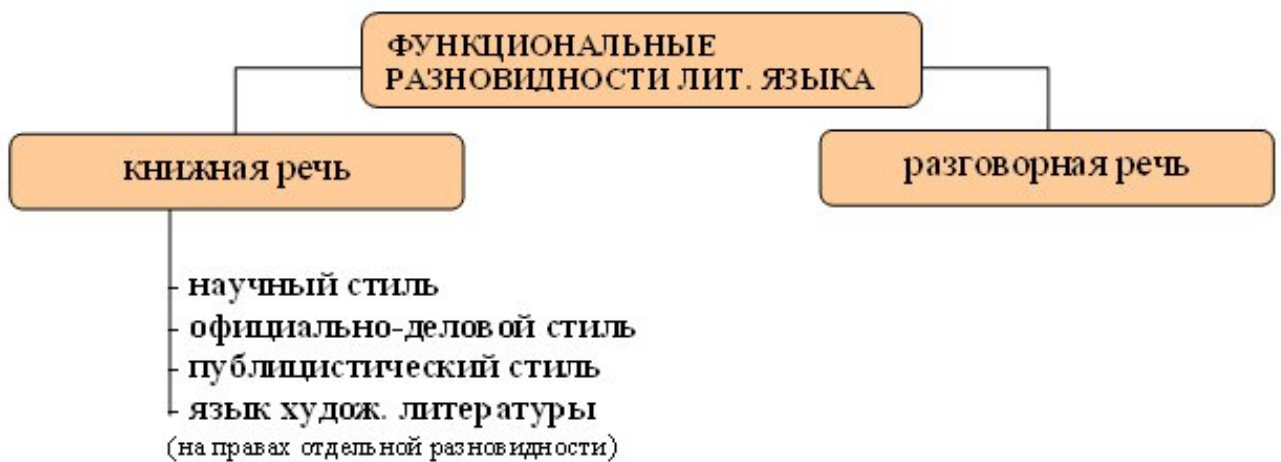 ФУНКЦИОНАЛЬНЫЕ
РАЗНОВИДНОСТИ ЛИТ. ЯЗЫКА
книжная речь
разговорная речь
- научный стиль
- официально-деловой стиль
- публицистический стиль
- язык худож. литературы
(на правах отдельной разновидности)